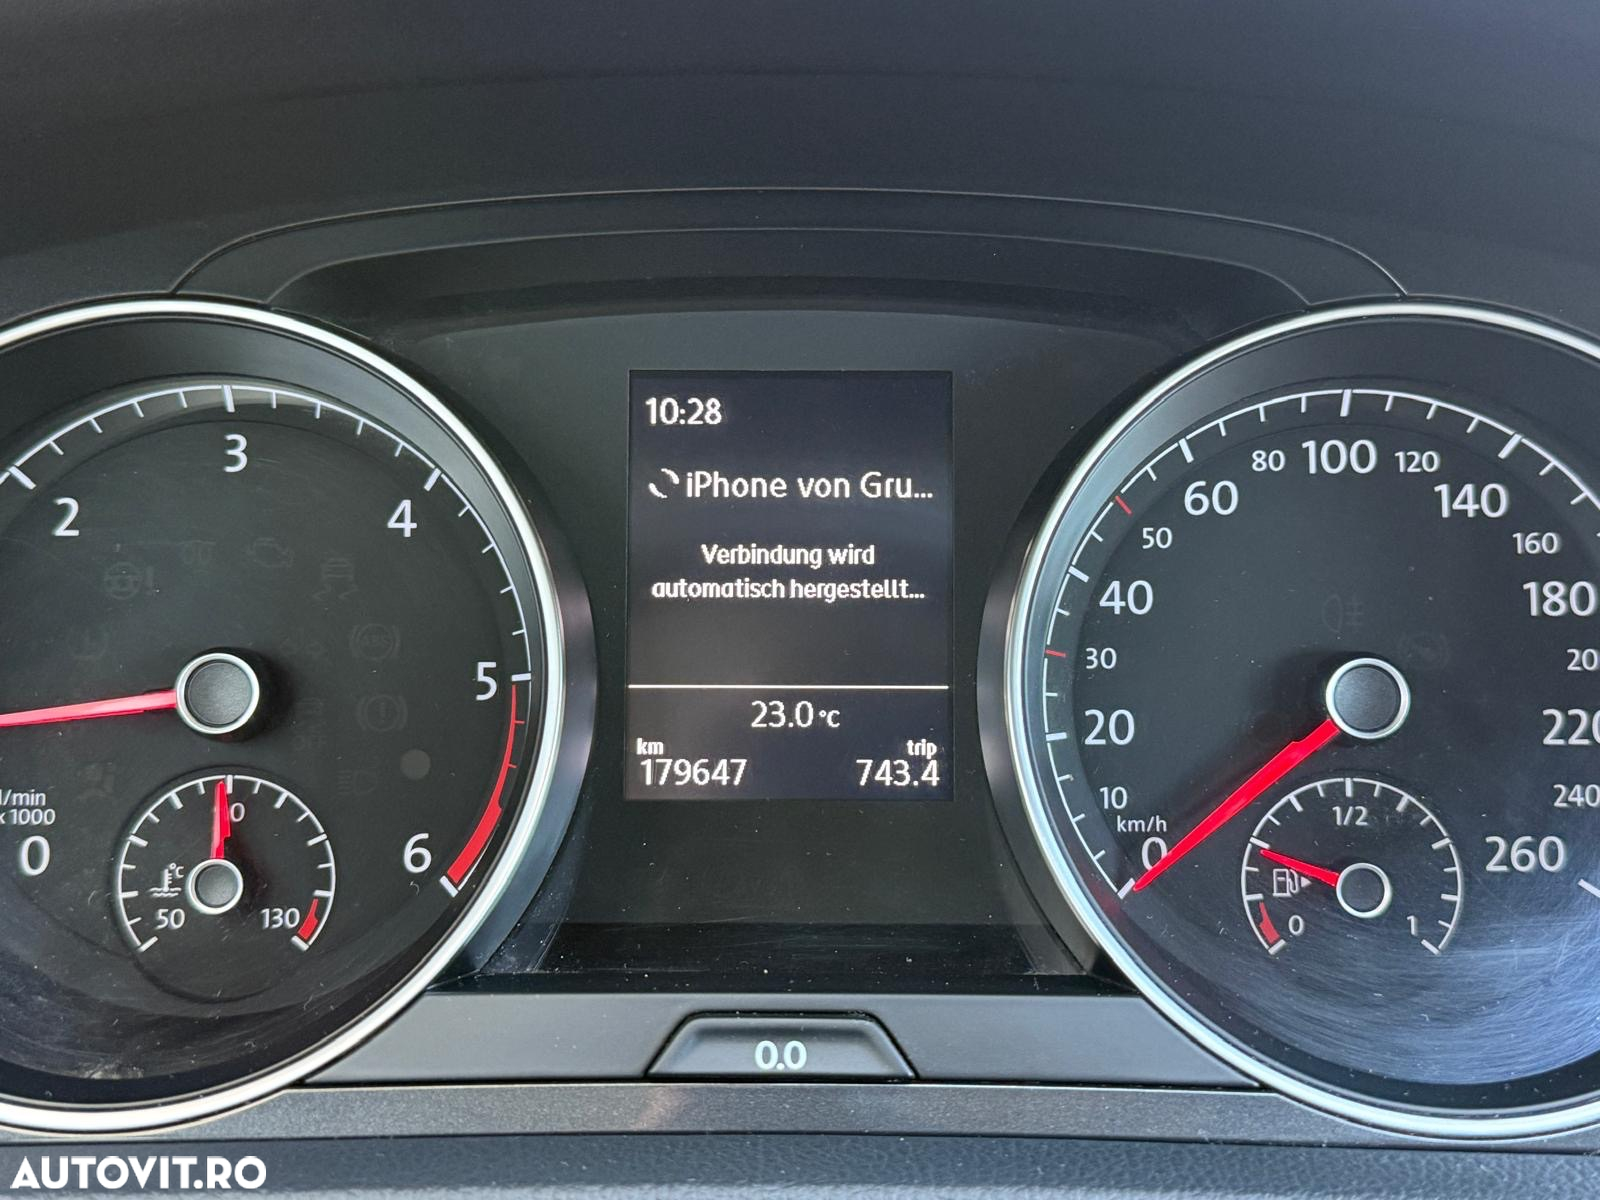 10:28
iPhone von Gru...
Verbindung wird
automatisch hergestellt...
23.0 °C
km trip
179647 743.4
0.0
2 3 4 5 6
/min
x 1000
0
°C
50 130
km/h
0 10 20 30 40 50 60 80 100 120 140 160 180 220 240 260
0 1/2 1
ABS
AUTOVIT.RO